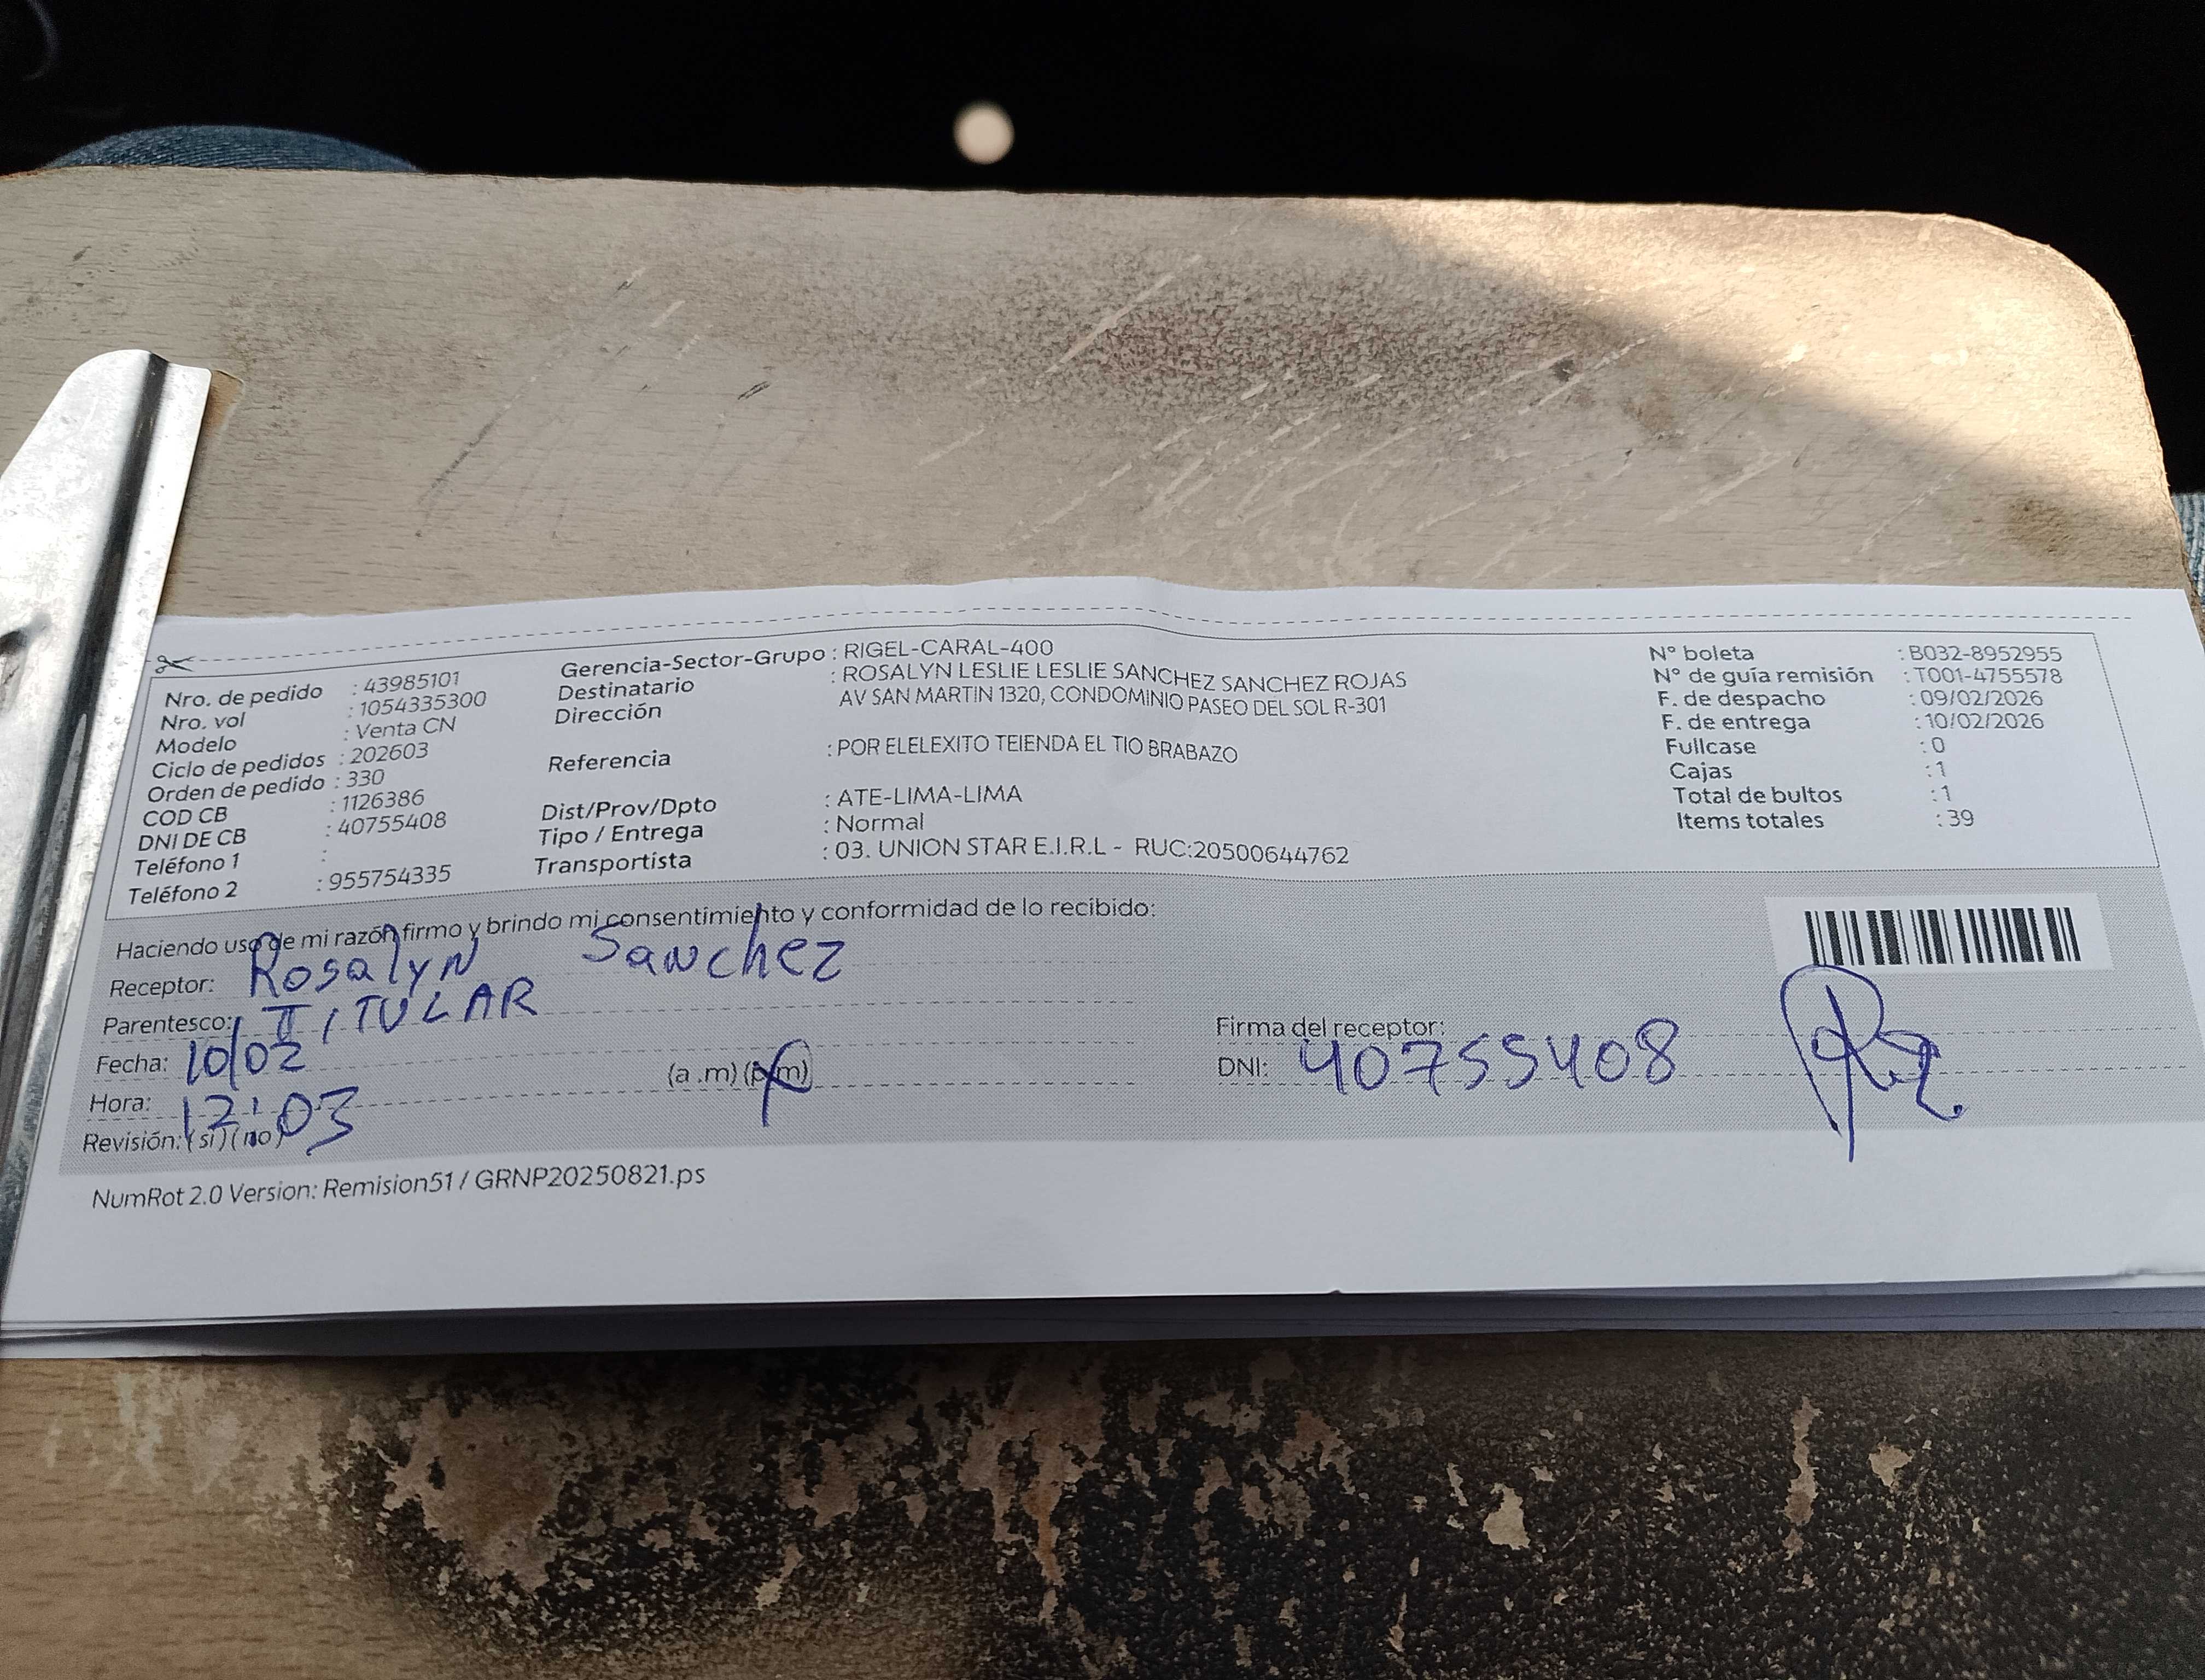 Nro. de pedido : 43985101
Nro. vol : 1054335300
Modelo : Venta CN
Ciclo de pedidos : 202603
Orden de pedido : 330
COD CB : 1126386
DNI DE CB : 40755408
Teléfono 1 :
Teléfono 2 : 955754335
Gerencia-Sector-Grupo : RIGEL-CARAL-400
Destinatario : ROSALYN LESLIE LESLIE SANCHEZ SANCHEZ ROJAS
Dirección AV SAN MARTIN 1320, CONDOMINIO PASEO DEL SOL R-301
Referencia : POR ELELEXITO TEIENDA EL TIO BRABAZO
Dist/Prov/Dpto : ATE-LIMA-LIMA
Tipo / Entrega : Normal
Transportista : 03. UNION STAR E.I.R.L - RUC:20500644762
N° boleta : B032-8952955
N° de guía remisión : T001-4755578
F. de despacho : 09/02/2026
F. de entrega : 10/02/2026
Fullcase : 0
Cajas : 1
Total de bultos : 1
Items totales : 39
Haciendo uso de mi razón firmo y brindo mi consentimiento y conformidad de lo recibido:
Receptor: Rosalyn Sanchez
Parentesco: TITULAR
Fecha: 10/02
Hora: 12:03 (a .m) (p.m)
Revisión: (si) (no)
Firma del receptor:
DNI: 40755408
NumRot 2.0 Version: Remision51 / GRNP20250821.ps